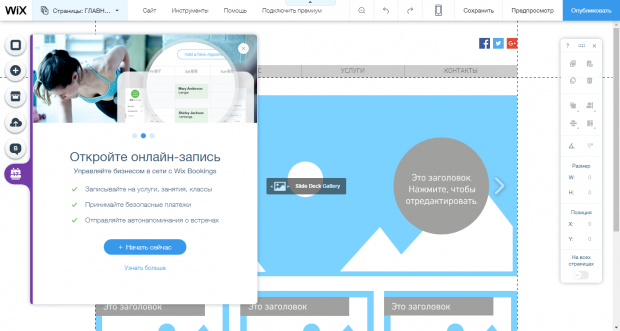 WiX
Страницы: ГЛАВН...
Сайт
Инструменты
Помощь
Подключить премиум
Сохранить
Предпросмотр
Опубликовать
Add a New Appoint
Mary Anderson
Shirley Jackson
Откройте онлайн-запись
Управляйте бизнесом в сети с Wix Bookings
Записывайте на услуги, занятия, классы
Принимайте безопасные платежи
Отправляйте автонапоминания о встречах
+ Начать сейчас
Узнать больше
С
УСЛУГИ
КОНТАКТЫ
Slide Deck Gallery
Это заголовок
Нажмите, чтобы
отредактировать
Это заголовок
Это заголовок
Это заголовок
?
Размер
W: 0
H: 0
Позиция
X: 0
Y: 0
На всех
страницах